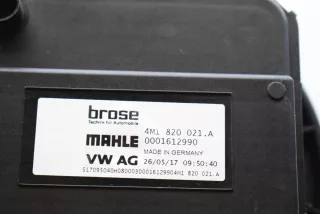 brose
Technik für Automobile
4ML 820 021.A
MAHLE 0001612990
MADE IN GERMANY
VW AG 26/05/17 09:50:40